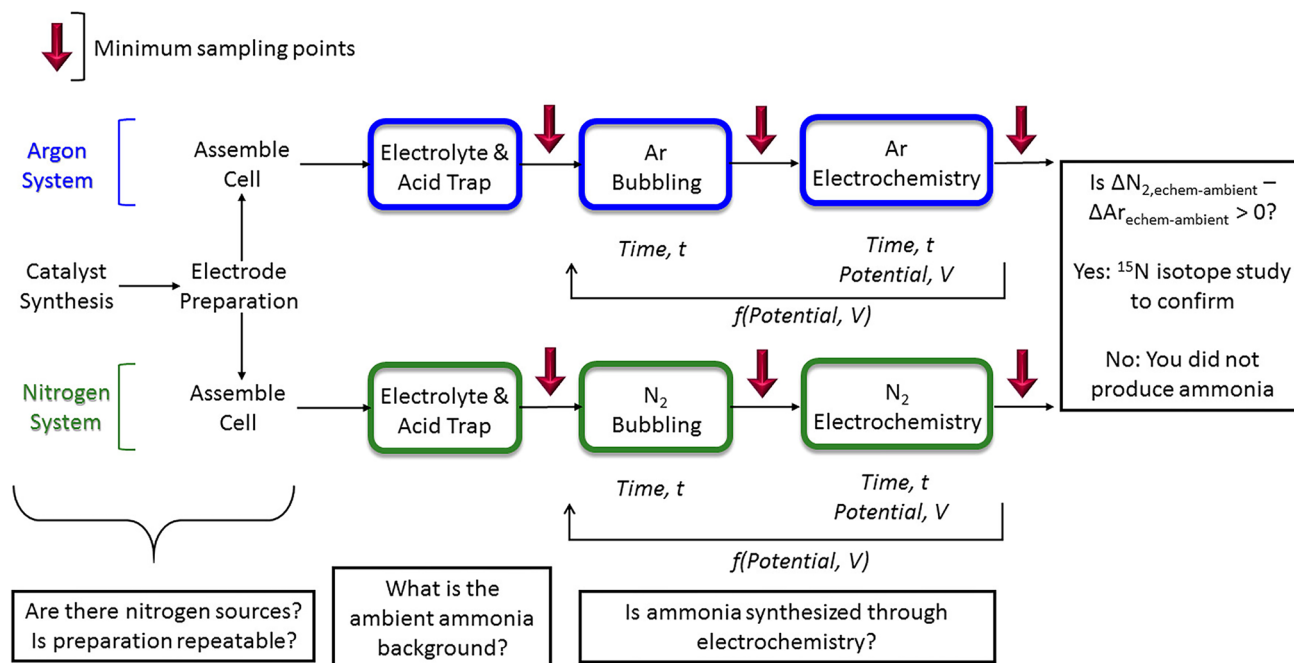 Minimum sampling points
Argon
System
Assemble
Cell
Electrolyte &
Acid Trap
Ar
Bubbling
Ar
Electrochemistry
Time, t
Time, t
Potential, V
f(Potential, V)
Catalyst
Synthesis
Electrode
Preparation
Nitrogen
System
Assemble
Cell
Electrolyte &
Acid Trap
N₂
Bubbling
N₂
Electrochemistry
Time, t
Time, t
Potential, V
f(Potential, V)
Is ΔN₂,echem-ambient –
ΔArechem-ambient > 0?
Yes: ¹⁵N isotope study
to confirm
No: You did not
produce ammonia
Are there nitrogen sources?
Is preparation repeatable?
What is the
ambient ammonia
background?
Is ammonia synthesized through
electrochemistry?